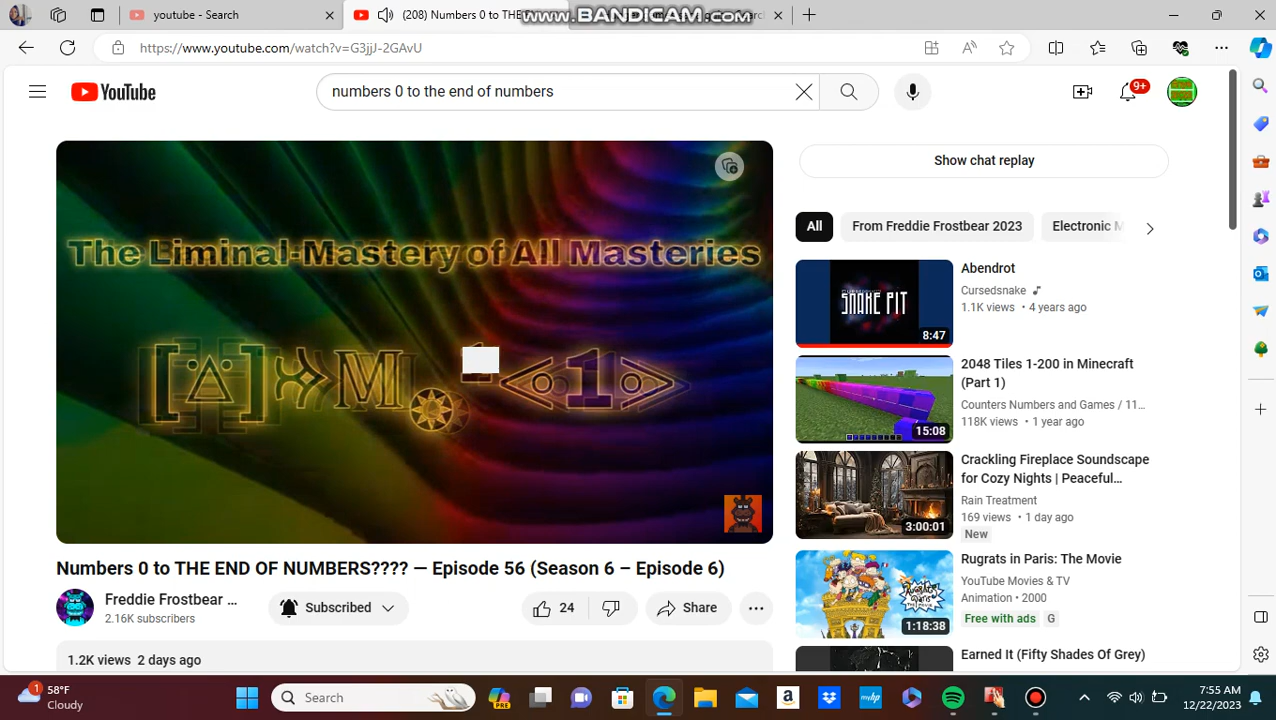 youtube - Search
(208) Numbers 0 to THE
www.BANDICAM.com
https://www.youtube.com/watch?v=G3jjJ-2GAvU
YouTube
numbers 0 to the end of numbers
9+
The Liminal-Mastery of All Masteries
Show chat replay
All
From Freddie Frostbear 2023
Electronic M
SNAKE PIT
8:47
Abendrot
Cursedsnake
1.1K views • 4 years ago
15:08
2048 Tiles 1-200 in Minecraft
(Part 1)
Counters Numbers and Games / 11...
118K views • 1 year ago
3:00:01
Crackling Fireplace Soundscape
for Cozy Nights | Peaceful...
Rain Treatment
169 views • 1 day ago
New
1:18:38
Rugrats in Paris: The Movie
YouTube Movies & TV
Animation • 2000
Free with ads
G
Earned It (Fifty Shades Of Grey)
Numbers 0 to THE END OF NUMBERS???? — Episode 56 (Season 6 – Episode 6)
Freddie Frostbear ...
2.16K subscribers
Subscribed
24
Share
1.2K views 2 days ago
1
58°F
Cloudy
Search
PRE
7:55 AM
12/22/2023